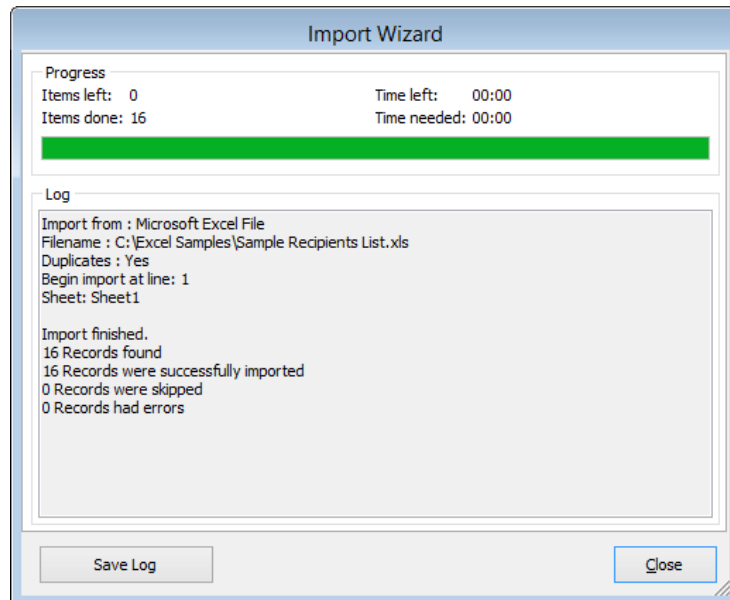 Import Wizard
Progress
Items left: 0 Time left: 00:00
Items done: 16 Time needed: 00:00
Log
Import from : Microsoft Excel File
Filename : C:\Excel Samples\Sample Recipients List.xls
Duplicates : Yes
Begin import at line: 1
Sheet: Sheet1
Import finished.
16 Records found
16 Records were successfully imported
0 Records were skipped
0 Records had errors
Save Log Close